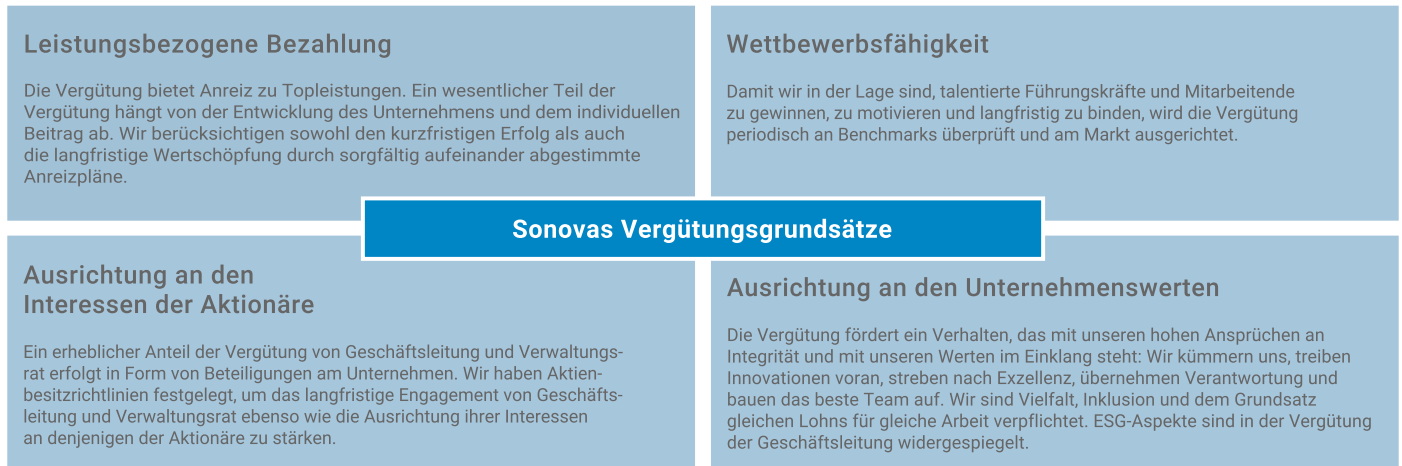 Leistungsbezogene Bezahlung
Die Vergütung bietet Anreiz zu Topleistungen. Ein wesentlicher Teil der
Vergütung hängt von der Entwicklung des Unternehmens und dem individuellen
Beitrag ab. Wir berücksichtigen sowohl den kurzfristigen Erfolg als auch
die langfristige Wertschöpfung durch sorgfältig aufeinander abgestimmte
Anreizpläne.
Wettbewerbsfähigkeit
Damit wir in der Lage sind, talentierte Führungskräfte und Mitarbeitende
zu gewinnen, zu motivieren und langfristig zu binden, wird die Vergütung
periodisch an Benchmarks überprüft und am Markt ausgerichtet.
Sonovas Vergütungsgrundsätze
Ausrichtung an den
Interessen der Aktionäre
Ein erheblicher Anteil der Vergütung von Geschäftsleitung und Verwaltungs-
rat erfolgt in Form von Beteiligungen am Unternehmen. Wir haben Aktien-
besitzrichtlinien festgelegt, um das langfristige Engagement von Geschäfts-
leitung und Verwaltungsrat ebenso wie die Ausrichtung ihrer Interessen
an denjenigen der Aktionäre zu stärken.
Ausrichtung an den Unternehmenswerten
Die Vergütung fördert ein Verhalten, das mit unseren hohen Ansprüchen an
Integrität und mit unseren Werten im Einklang steht: Wir kümmern uns, treiben
Innovationen voran, streben nach Exzellenz, übernehmen Verantwortung und
bauen das beste Team auf. Wir sind Vielfalt, Inklusion und dem Grundsatz
gleichen Lohns für gleiche Arbeit verpflichtet. ESG-Aspekte sind in der Vergütung
der Geschäftsleitung widergespiegelt.